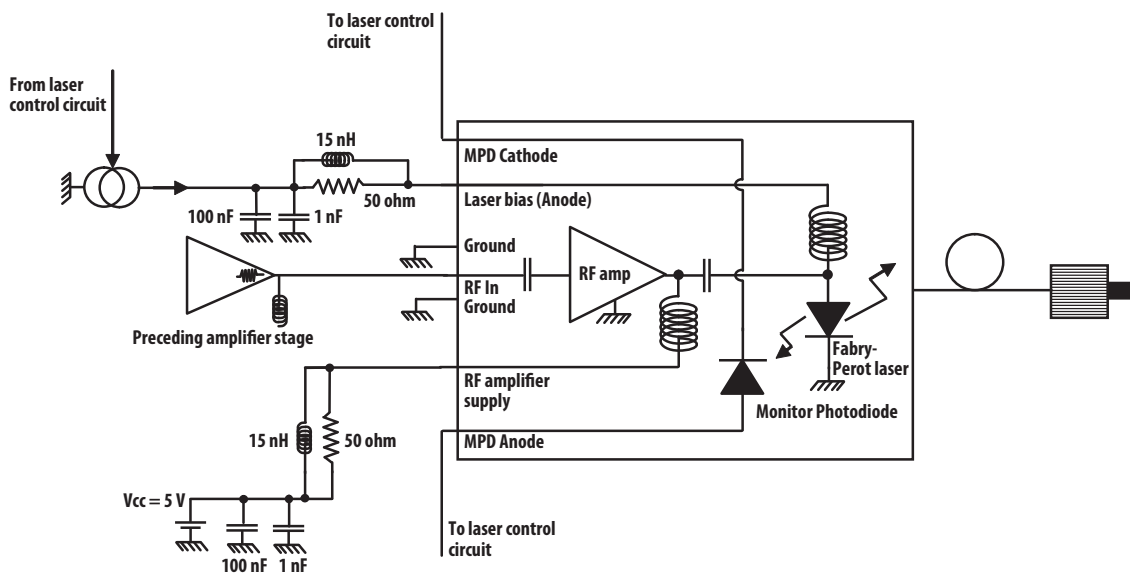 To laser control
circuit
From laser
control circuit
15 nH
MPD Cathode
50 ohm
Laser bias (Anode)
100 nF
1 nF
Ground
RF amp
RF In
Ground
Preceding amplifier stage
Fabry-
Perot laser
RF amplifier
supply
Monitor Photodiode
15 nH
50 ohm
MPD Anode
Vcc = 5 V
To laser control
circuit
100 nF
1 nF